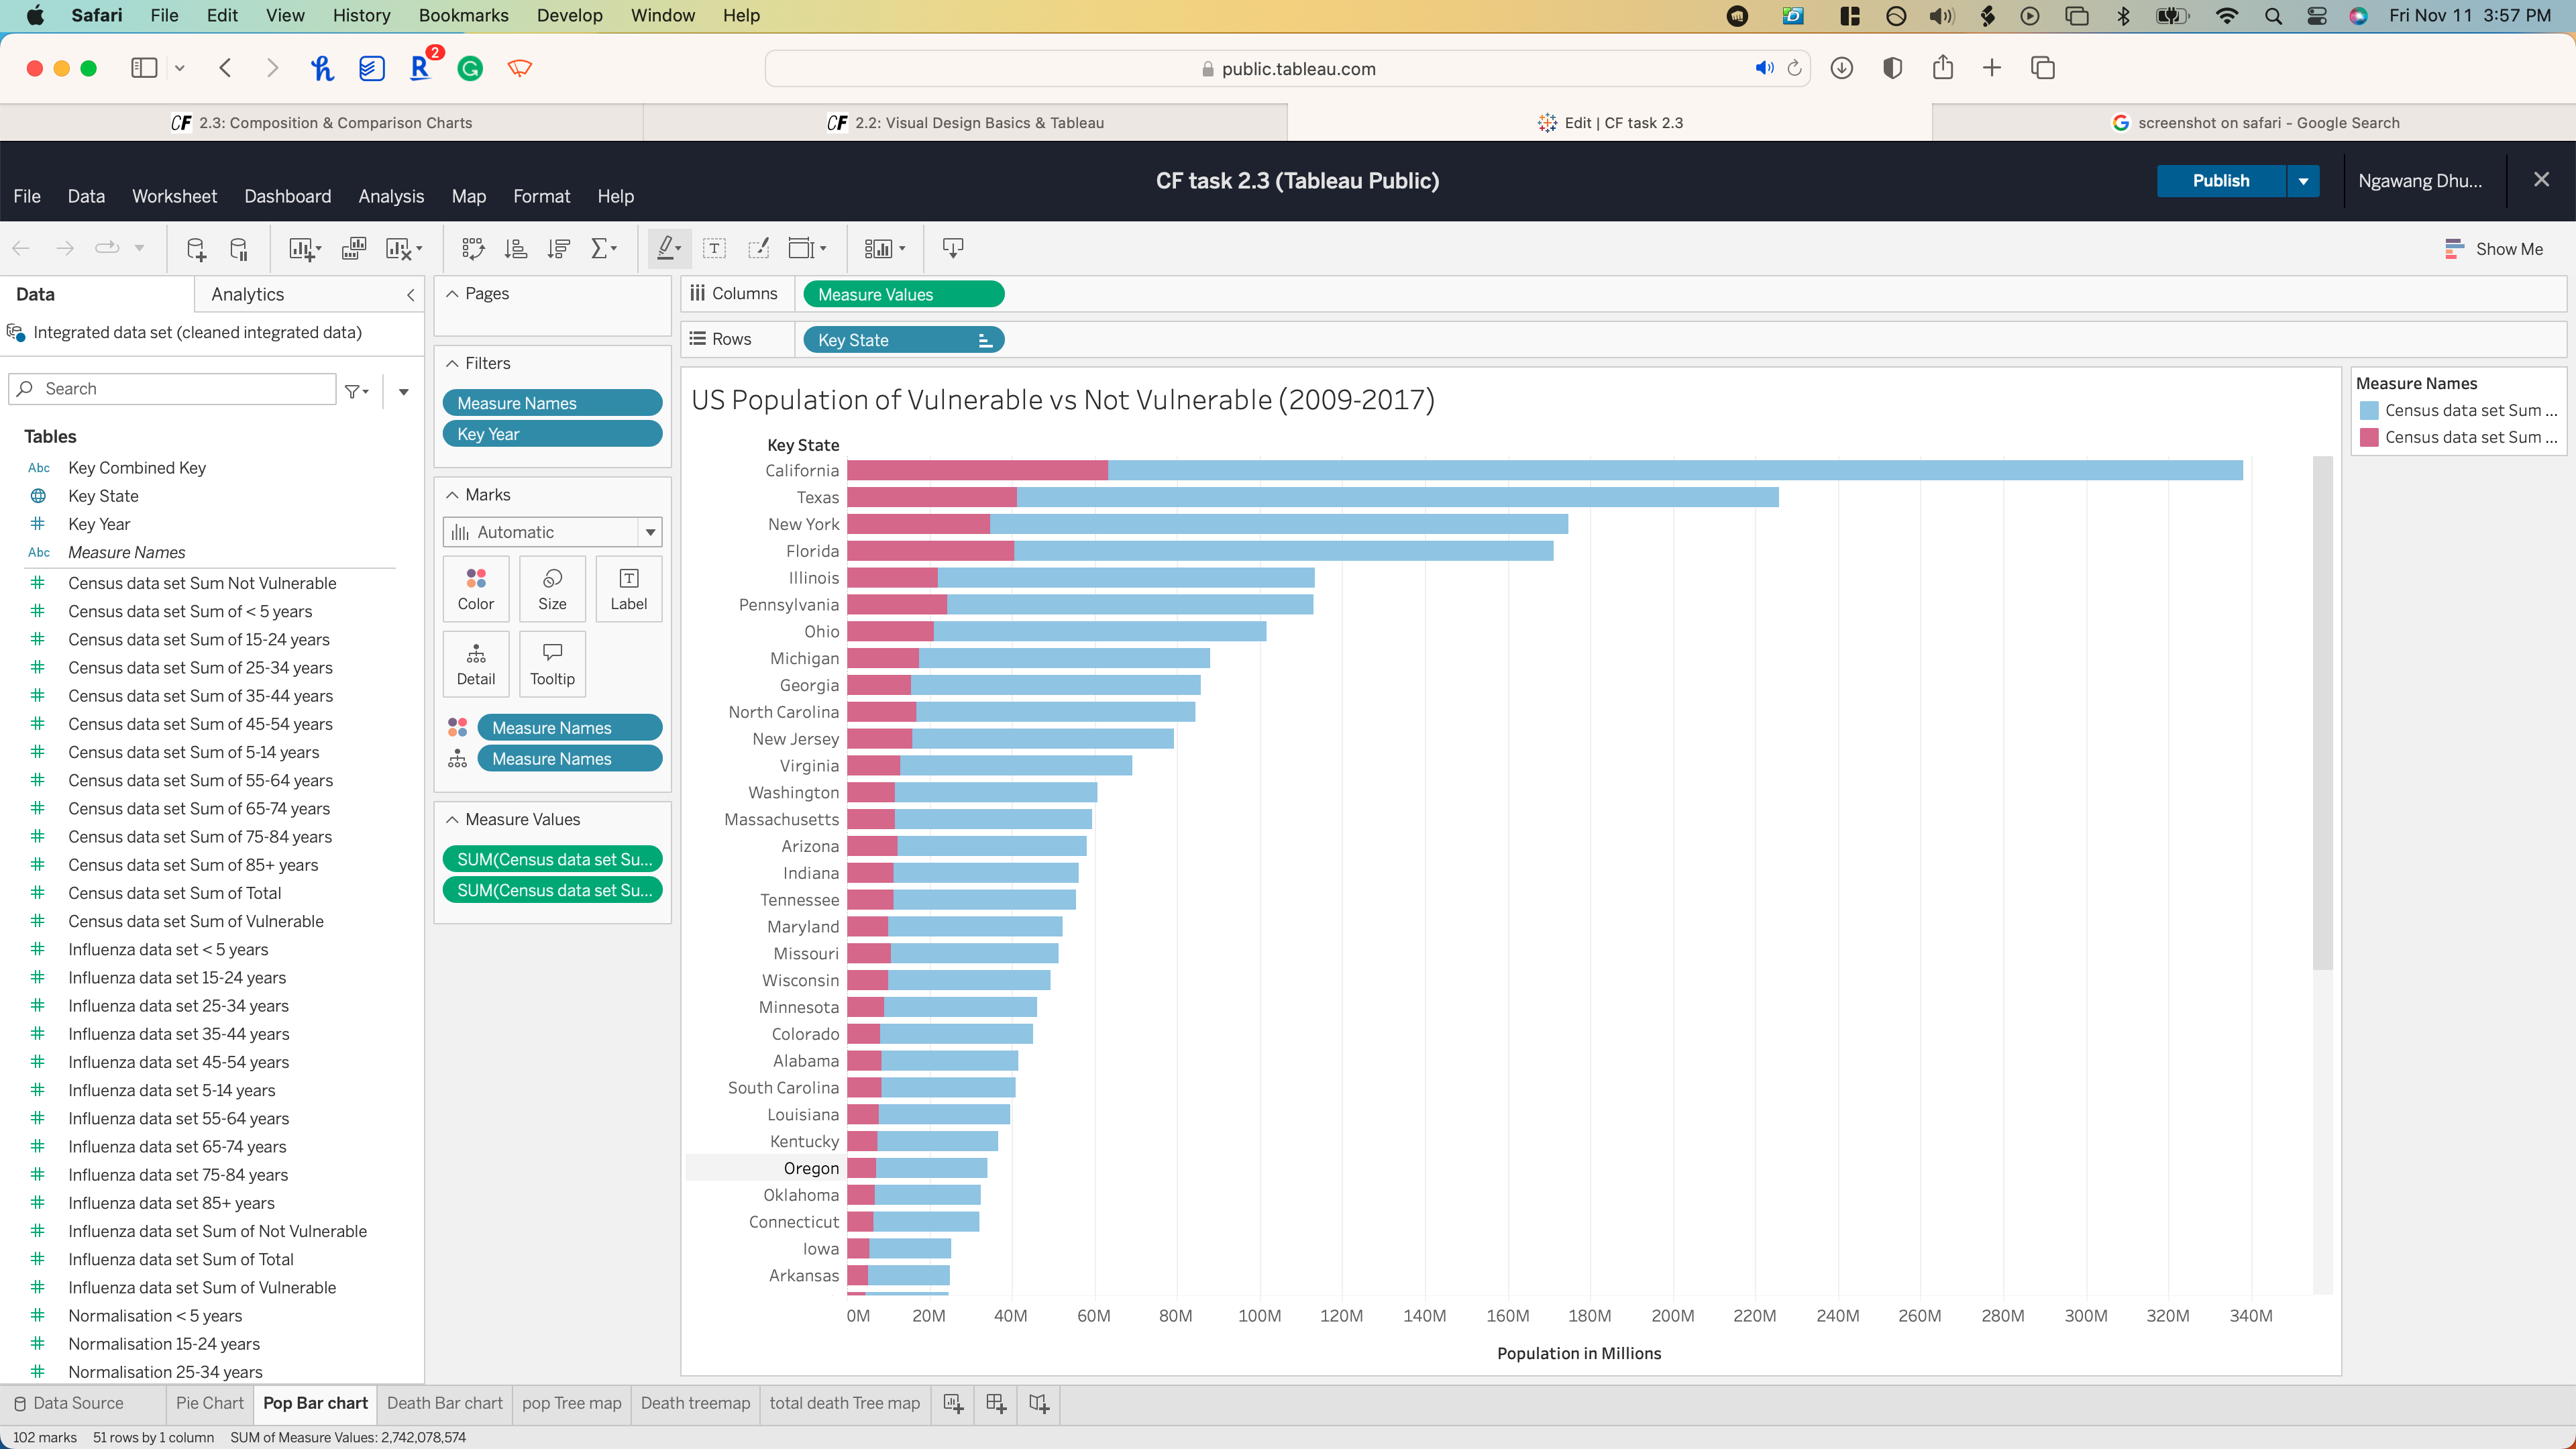 Safari File Edit View History Bookmarks Develop Window Help Fri Nov 11 3:57 PM
2
public.tableau.com
CF 2.3: Composition & Comparison Charts
CF 2.2: Visual Design Basics & Tableau
Edit | CF task 2.3
screenshot on safari - Google Search
CF task 2.3 (Tableau Public)
Publish
Ngawang Dhu...
File Data Worksheet Dashboard Analysis Map Format Help
Show Me
Data Analytics
Integrated data set (cleaned integrated data)
Search
Tables
Abc Key Combined Key
Key State
# Key Year
Abc Measure Names
# Census data set Sum Not Vulnerable
# Census data set Sum of < 5 years
# Census data set Sum of 15-24 years
# Census data set Sum of 25-34 years
# Census data set Sum of 35-44 years
# Census data set Sum of 45-54 years
# Census data set Sum of 5-14 years
# Census data set Sum of 55-64 years
# Census data set Sum of 65-74 years
# Census data set Sum of 75-84 years
# Census data set Sum of 85+ years
# Census data set Sum of Total
# Census data set Sum of Vulnerable
# Influenza data set < 5 years
# Influenza data set 15-24 years
# Influenza data set 25-34 years
# Influenza data set 35-44 years
# Influenza data set 45-54 years
# Influenza data set 5-14 years
# Influenza data set 55-64 years
# Influenza data set 65-74 years
# Influenza data set 75-84 years
# Influenza data set 85+ years
# Influenza data set Sum of Not Vulnerable
# Influenza data set Sum of Total
# Influenza data set Sum of Vulnerable
# Normalisation < 5 years
# Normalisation 15-24 years
# Normalisation 25-34 years
Pages
Filters
Measure Names
Key Year
Marks
Automatic
Color Size Label
Detail Tooltip
Measure Names
Measure Names
Measure Values
SUM(Census data set Su...
SUM(Census data set Su...
Columns Measure Values
Rows Key State
US Population of Vulnerable vs Not Vulnerable (2009-2017)
Key State
California
Texas
New York
Florida
Illinois
Pennsylvania
Ohio
Michigan
Georgia
North Carolina
New Jersey
Virginia
Washington
Massachusetts
Arizona
Indiana
Tennessee
Maryland
Missouri
Wisconsin
Minnesota
Colorado
Alabama
South Carolina
Louisiana
Kentucky
Oregon
Oklahoma
Connecticut
Iowa
Arkansas
0M 20M 40M 60M 80M 100M 120M 140M 160M 180M 200M 220M 240M 260M 280M 300M 320M 340M
Population in Millions
Measure Names
Census data set Sum ...
Census data set Sum ...
Data Source Pie Chart Pop Bar chart Death Bar chart pop Tree map Death treemap total death Tree map
102 marks 51 rows by 1 column SUM of Measure Values: 2,742,078,574